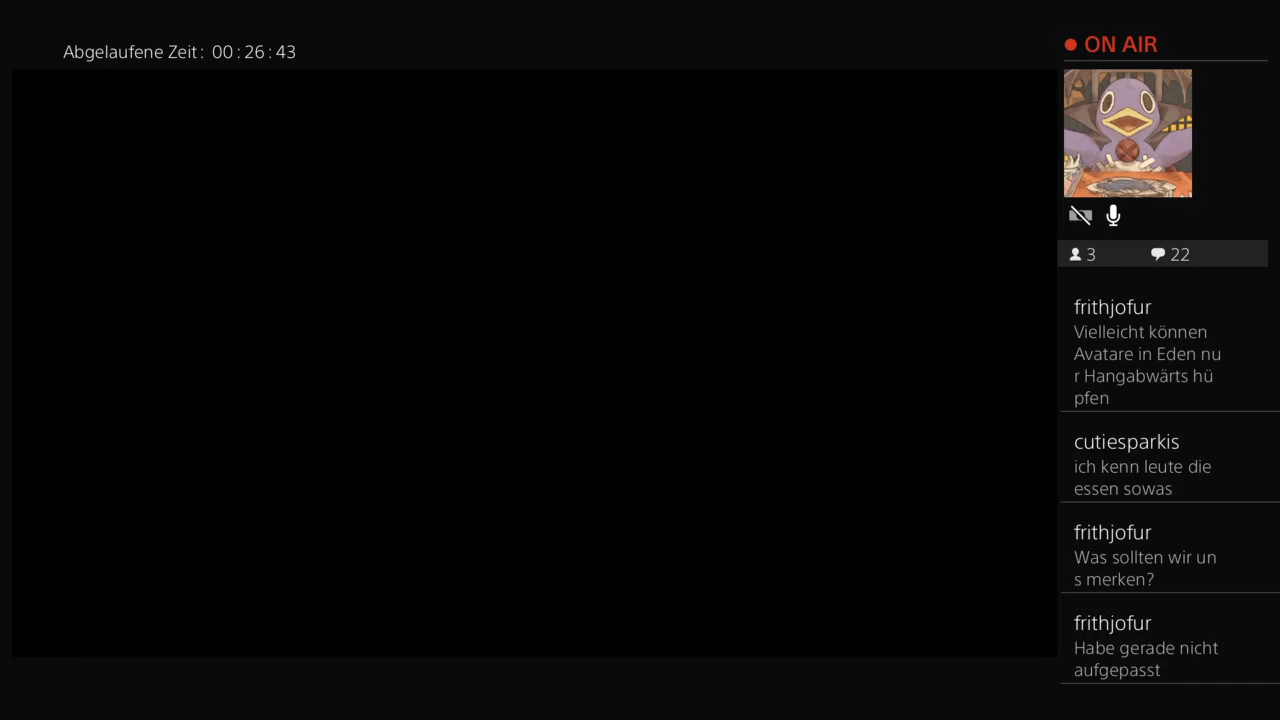 Abgelaufene Zeit: 00:26:43
ON AIR
3 22
frithjofur
Vielleicht können
Avatare in Eden nu
r Hangabwärts hü
pfen
cutiesparkis
ich kenn leute die
essen sowas
frithjofur
Was sollten wir un
s merken?
frithjofur
Habe gerade nicht
aufgepasst